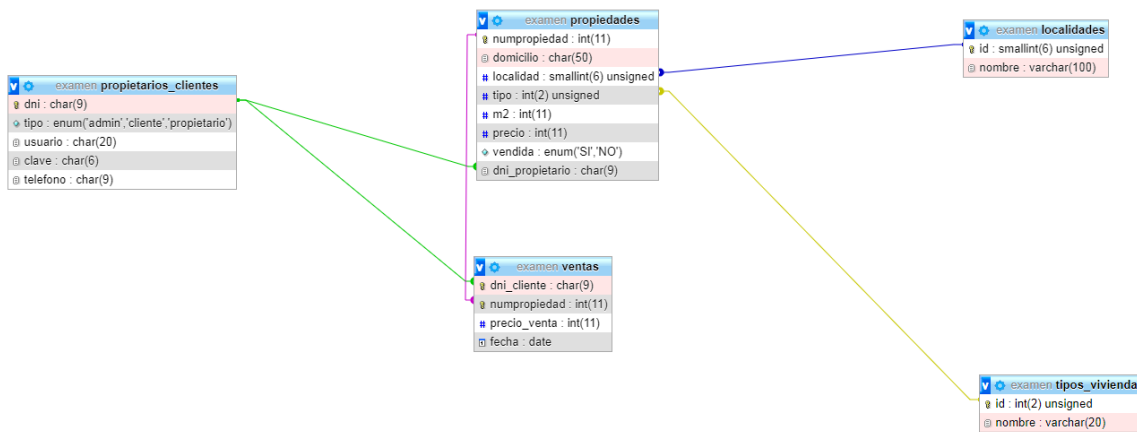 examen propiedades
numpropiedad : int(11)
domicilio : char(50)
localidad : smallint(6) unsigned
tipo : int(2) unsigned
m2 : int(11)
precio : int(11)
vendida : enum('SI','NO')
dni_propietario : char(9)
examen localidades
id : smallint(6) unsigned
nombre : varchar(100)
examen propietarios_clientes
dni : char(9)
tipo : enum('admin','cliente','propietario')
usuario : char(20)
clave : char(6)
telefono : char(9)
examen ventas
dni_cliente : char(9)
numpropiedad : int(11)
precio_venta : int(11)
fecha : date
examen tipos_vivienda
id : int(2) unsigned
nombre : varchar(20)